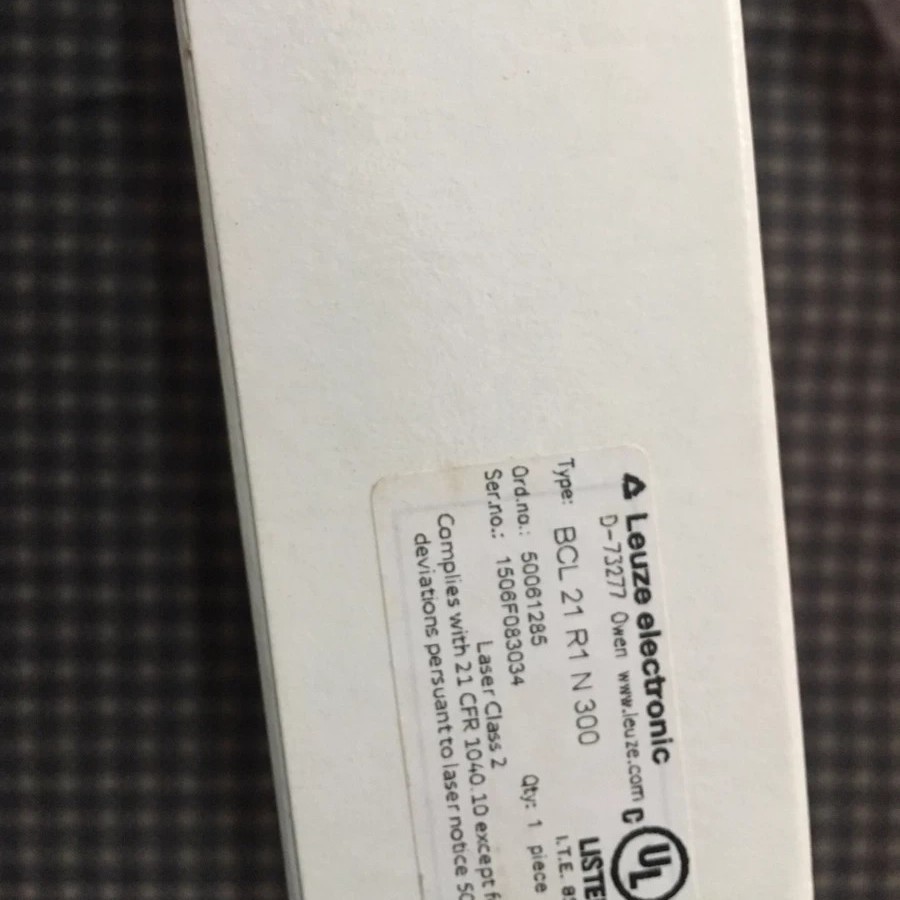 Leuze electronic
D-73277 Owen www.leuze.com
C UL
LISTE
Type: BCL 21 R1 N 300
I.T.E.
Ord.no.: 50061285 Qty: 1 piece
Ser.no.: 1506F083034
Laser Class 2
Complies with 21 CFR 1040.10 except f
deviations persuant to laser notice 50